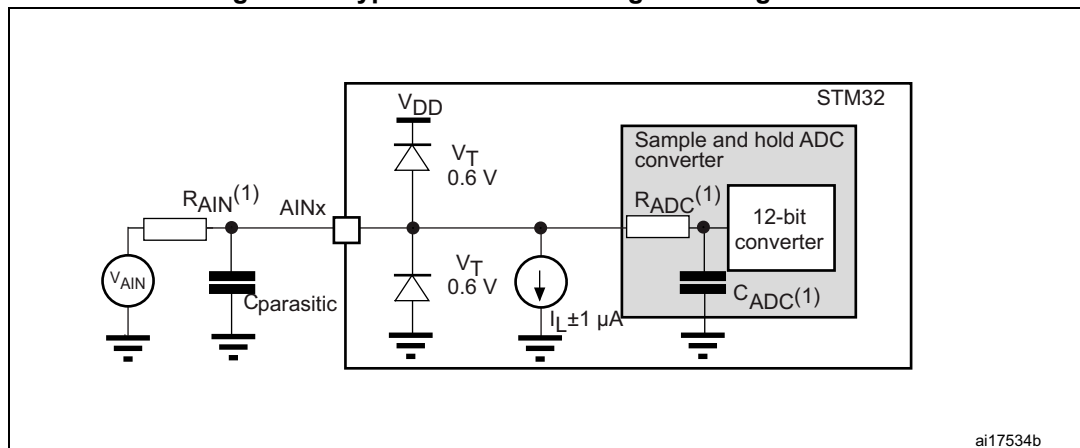 STM32
VDD
VT
0.6 V
Sample and hold ADC
converter
RAIN(1)
AINx
RADC(1)
12-bit
converter
VAIN
Cparasitic
VT
0.6 V
IL±1 µA
CADC(1)
ai17534b